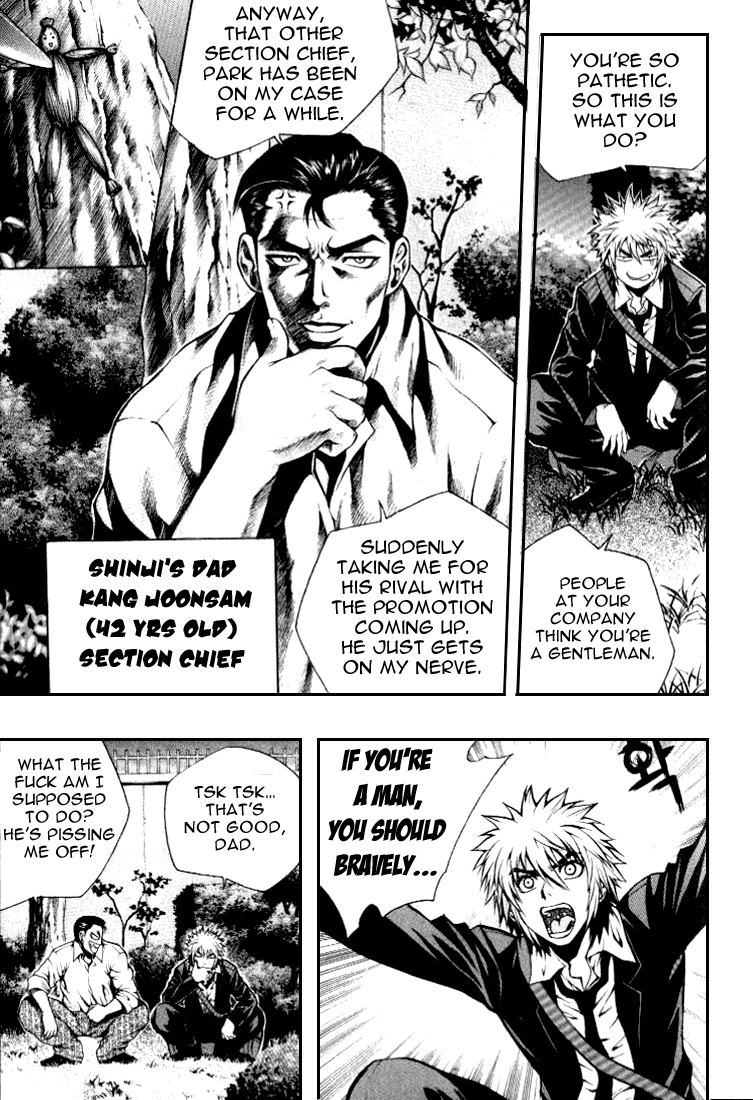 ANYWAY,
THAT OTHER
SECTION CHIEF,
PARK HAS BEEN
ON MY CASE
FOR A WHILE.
SHINJI'S DAD
KANG JOONSAM
(42 YRS OLD)
SECTION CHIEF
SUDDENLY
TAKING ME FOR
HIS RIVAL WITH
THE PROMOTION
COMING UP.
HE JUST GETS
ON MY NERVE.
YOU'RE SO
PATHETIC.
SO THIS IS
WHAT YOU
DO?
PEOPLE
AT YOUR
COMPANY
THINK YOU'RE
A GENTLEMAN.
WHAT THE
FUCK AM I
SUPPOSED
TO DO?
HE'S PISSING
ME OFF!
TSK TSK...
THAT'S
NOT GOOD,
DAD.
IF YOU'RE
A MAN,
YOU SHOULD
BRAVELY...
확